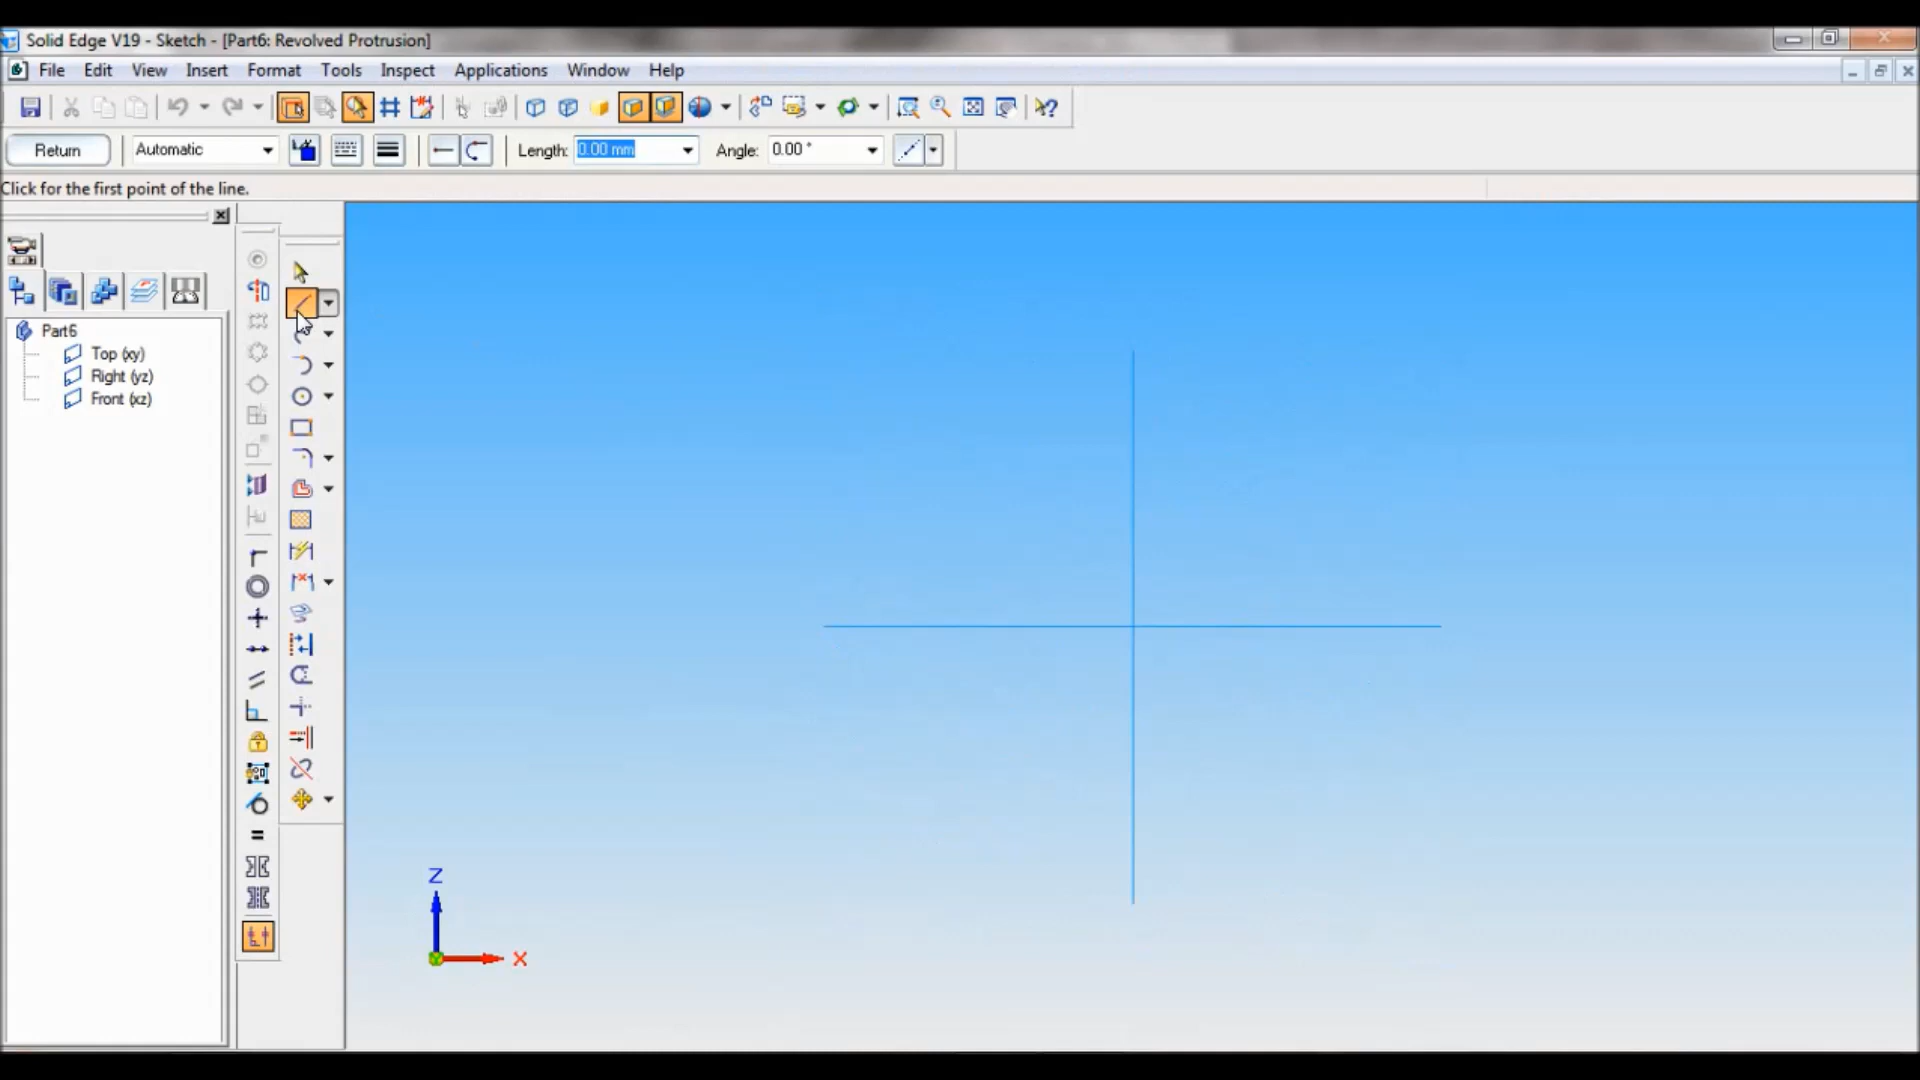 Solid Edge V19 - Sketch - [Part6: Revolved Protrusion]
File Edit View Insert Format Tools Inspect Applications Window Help
Return Automatic Length: 0.00 mm Angle: 0.00 °
Click for the first point of the line.
Part6
Top (xy)
Right (yz)
Front (xz)
Z
X